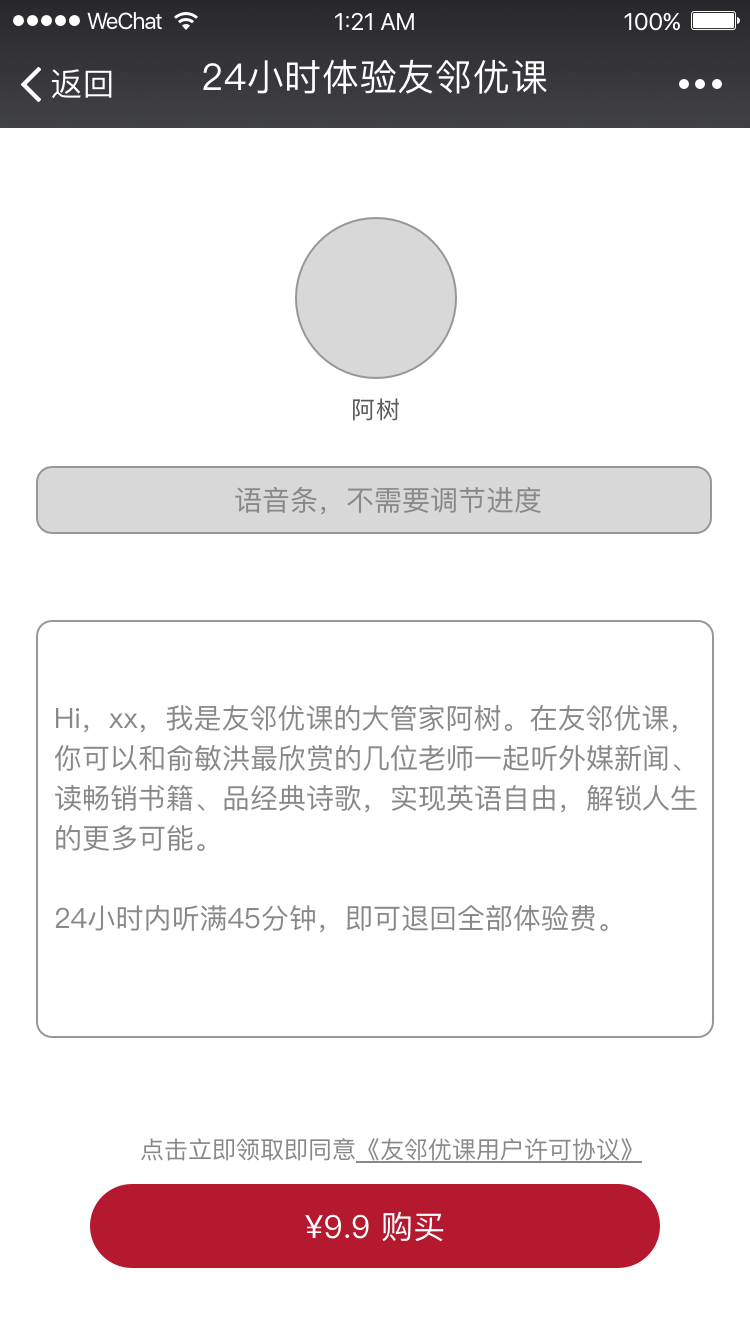 WeChat 1:21 AM 100%
返回 24小时体验友邻优课
阿树
语音条，不需要调节进度
Hi，xx，我是友邻优课的大管家阿树。在友邻优课，
你可以和俞敏洪最欣赏的几位老师一起听外媒新闻、
读畅销书籍、品经典诗歌，实现英语自由，解锁人生
的更多可能。
24小时内听满45分钟，即可退回全部体验费。
点击立即领取即同意《友邻优课用户许可协议》
¥9.9 购买